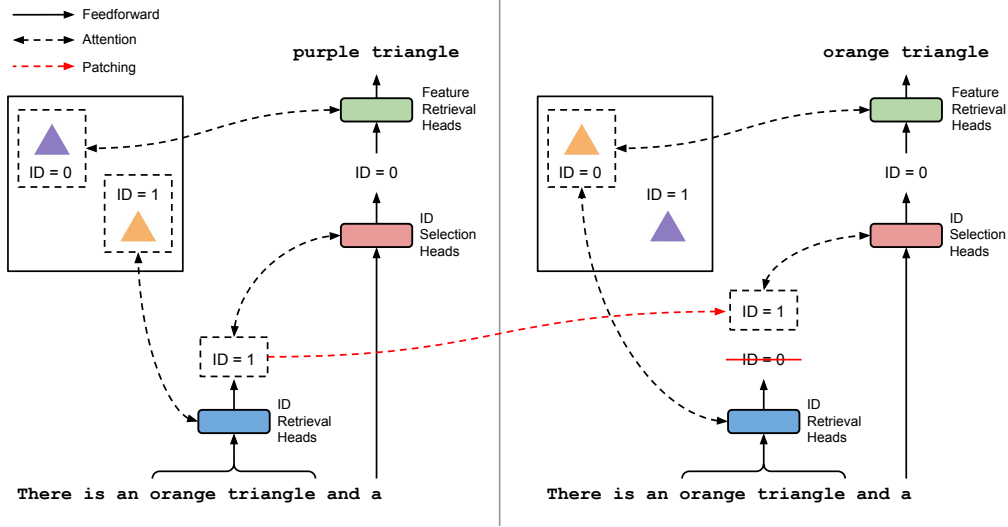 Feedforward
Attention
Patching
purple triangle
Feature
Retrieval
Heads
ID = 0
ID = 1
ID = 0
ID
Selection
Heads
ID = 1
ID
Retrieval
Heads
There is an orange triangle and a
orange triangle
Feature
Retrieval
Heads
ID = 0
ID = 1
ID = 0
ID
Selection
Heads
ID = 1
ID = 0
ID
Retrieval
Heads
There is an orange triangle and a